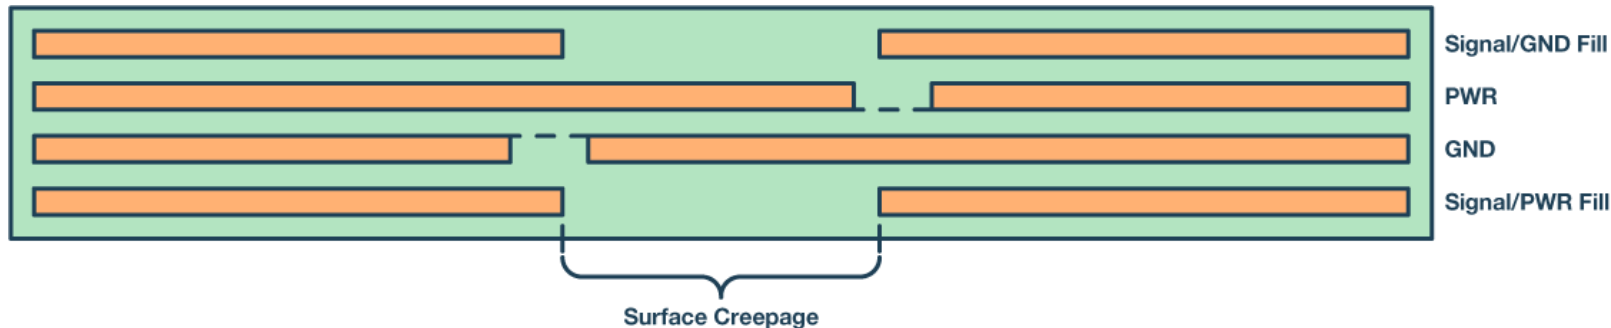 Signal/GND Fill
PWR
GND
Signal/PWR Fill
Surface Creepage